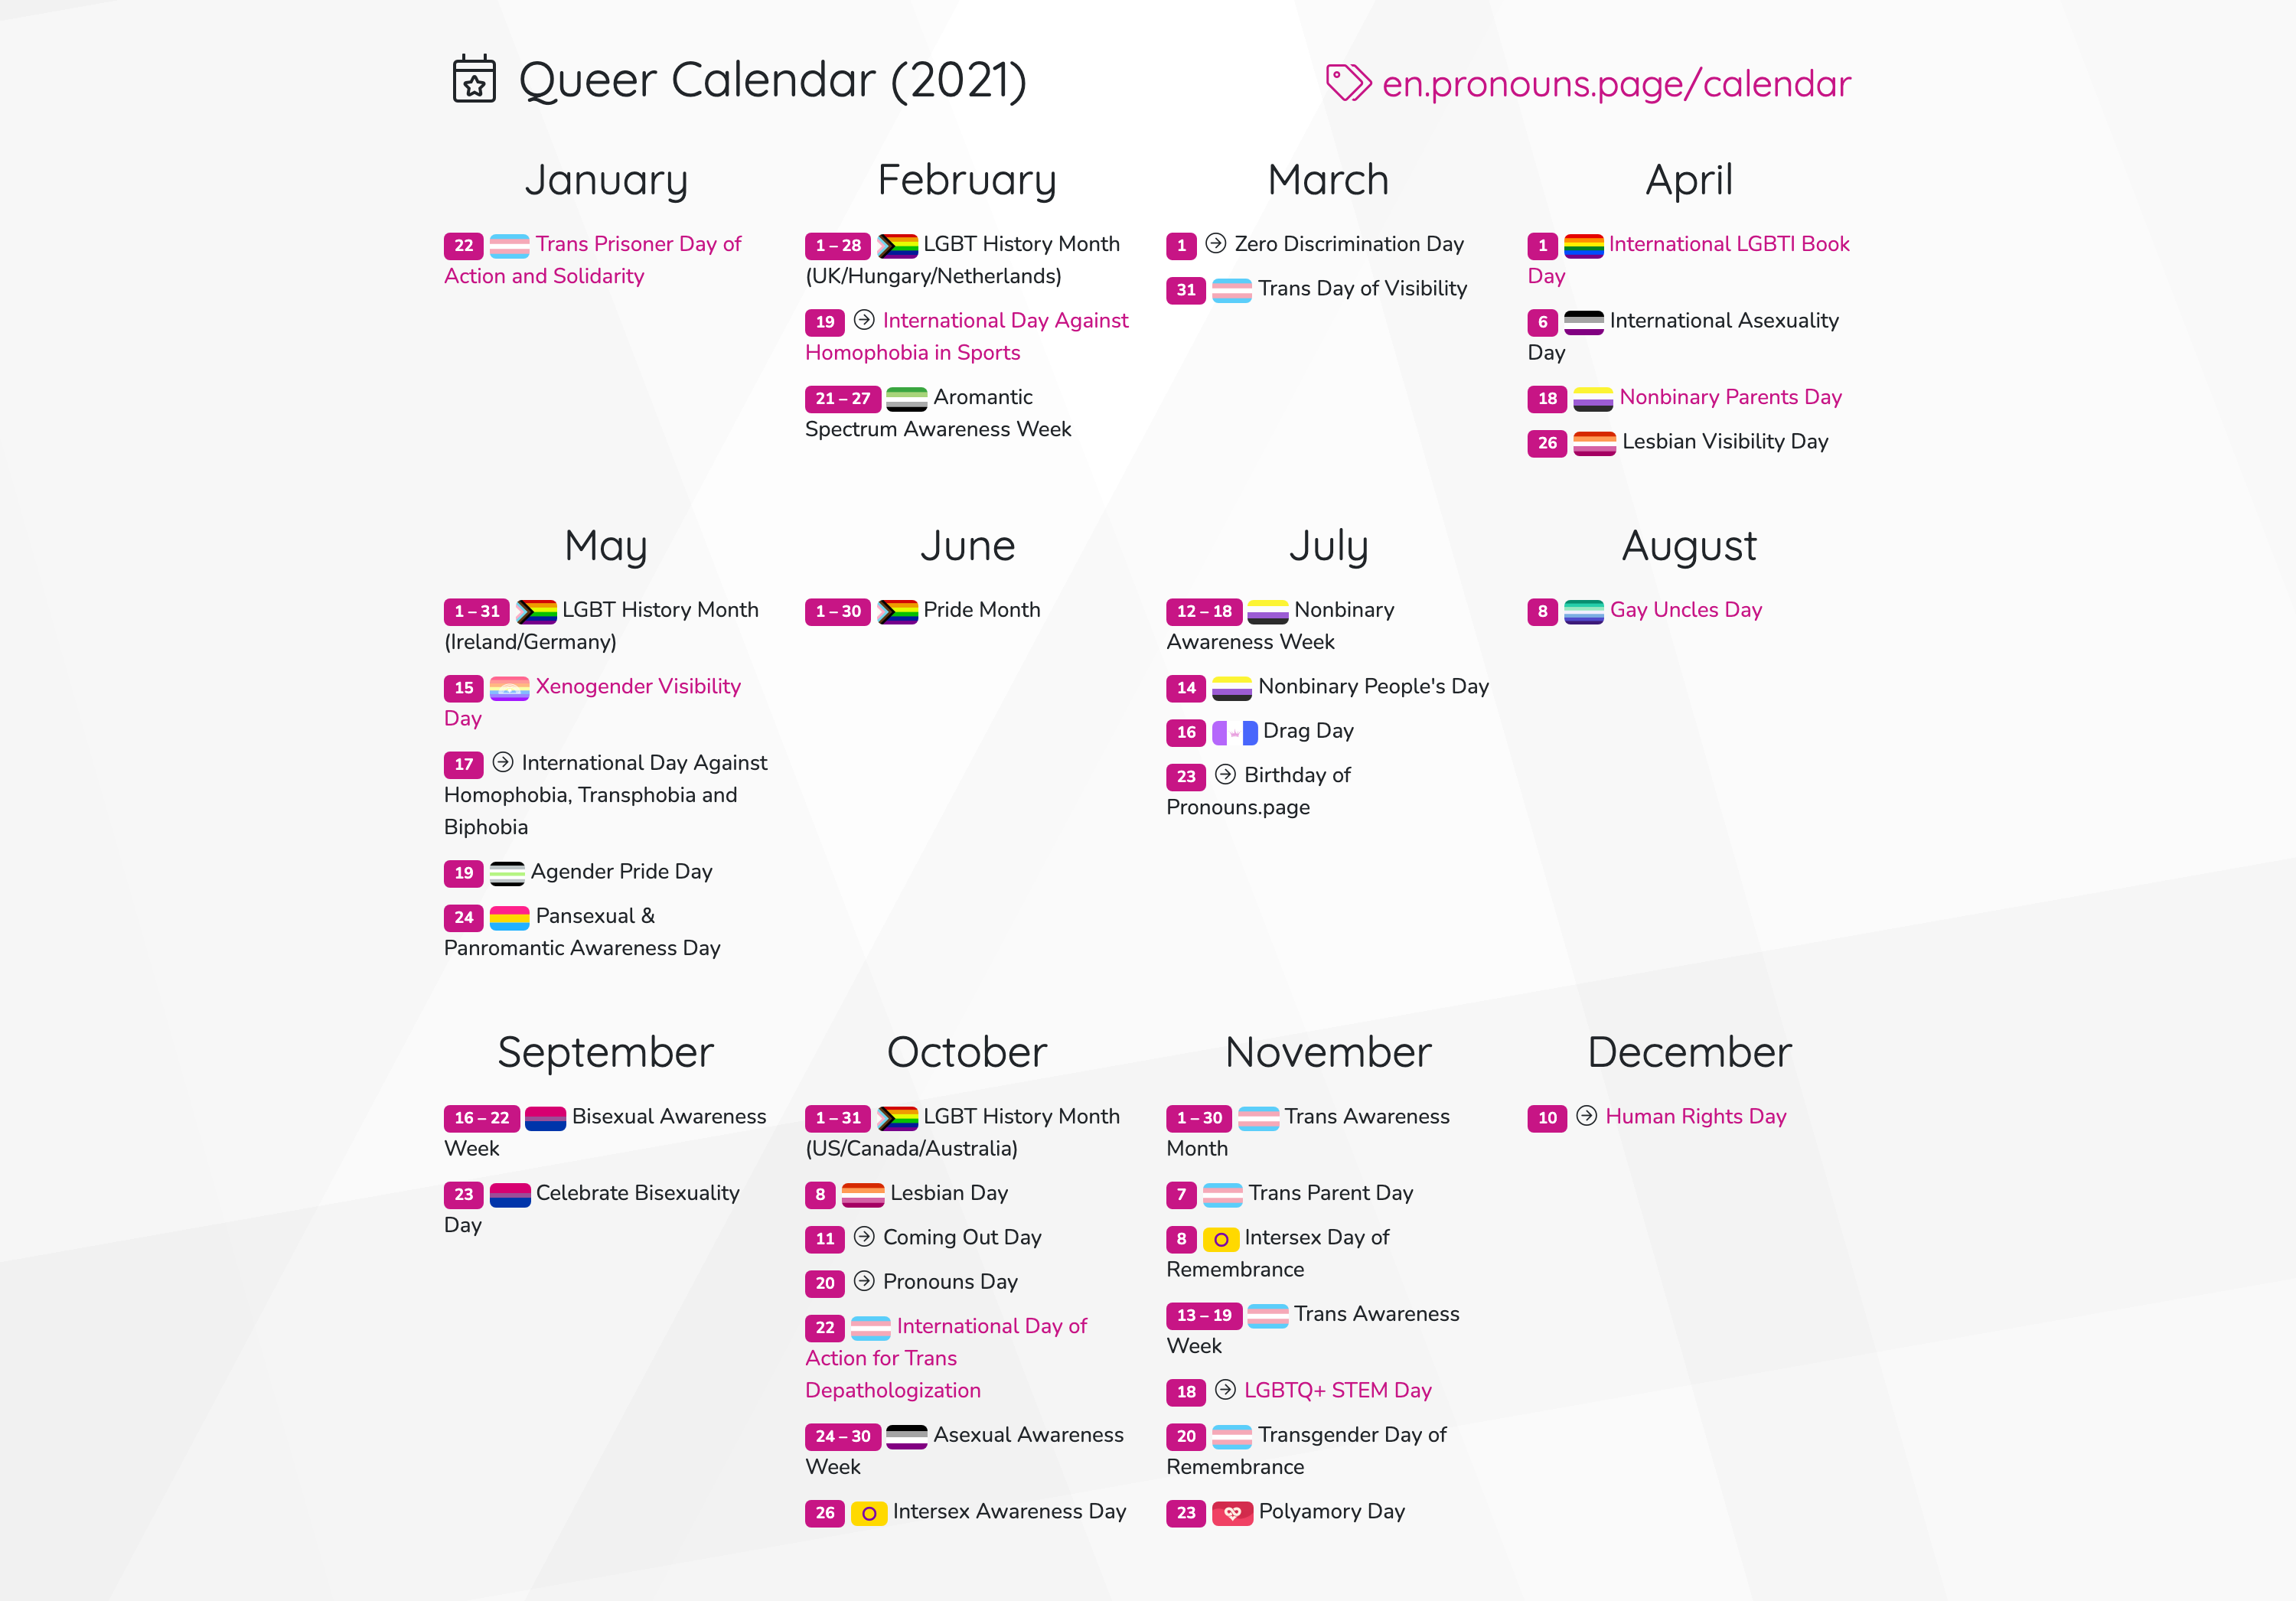 Queer Calendar (2021)
en.pronouns.page/calendar
January
22 Trans Prisoner Day of
Action and Solidarity
February
1 – 28 LGBT History Month
(UK/Hungary/Netherlands)
19 International Day Against
Homophobia in Sports
21 – 27 Aromantic
Spectrum Awareness Week
March
1 Zero Discrimination Day
31 Trans Day of Visibility
April
1 International LGBTI Book
Day
6 International Asexuality
Day
18 Nonbinary Parents Day
26 Lesbian Visibility Day
May
1 – 31 LGBT History Month
(Ireland/Germany)
15 Xenogender Visibility
Day
17 International Day Against
Homophobia, Transphobia and
Biphobia
19 Agender Pride Day
24 Pansexual &
Panromantic Awareness Day
June
1 – 30 Pride Month
July
12 – 18 Nonbinary
Awareness Week
14 Nonbinary People's Day
16 Drag Day
23 Birthday of
Pronouns.page
August
8 Gay Uncles Day
September
16 – 22 Bisexual Awareness
Week
23 Celebrate Bisexuality
Day
October
1 – 31 LGBT History Month
(US/Canada/Australia)
8 Lesbian Day
11 Coming Out Day
20 Pronouns Day
22 International Day of
Action for Trans
Depathologization
24 – 30 Asexual Awareness
Week
26 Intersex Awareness Day
November
1 – 30 Trans Awareness
Month
7 Trans Parent Day
8 Intersex Day of
Remembrance
13 – 19 Trans Awareness
Week
18 LGBTQ+ STEM Day
20 Transgender Day of
Remembrance
23 Polyamory Day
December
10 Human Rights Day